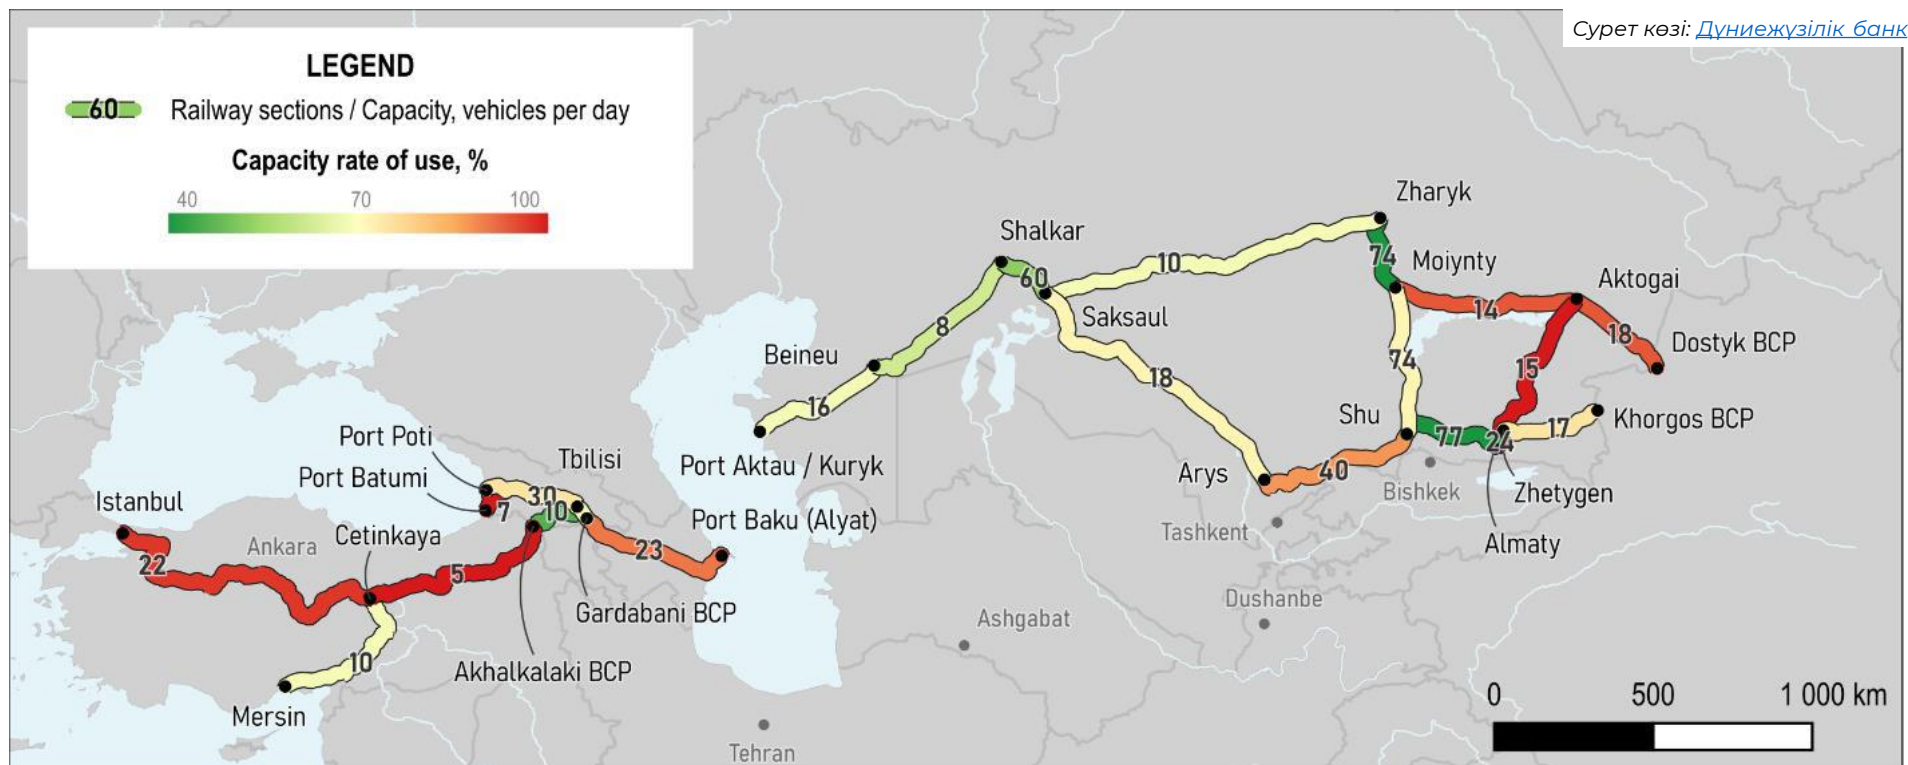 Сурет көзі: Дүниежүзілік банк
LEGEND
60 Railway sections / Capacity, vehicles per day
Capacity rate of use, %
40 70 100
Zharyk
Shalkar
74
Moiynty
10
60
Aktogai
14
Saksaul
18
8
Dostyk BCP
Beineu
74
15
18
16
Shu
Khorgos BCP
17
77
24
Port Poti
Tbilisi
Port Aktau / Kuryk
Arys
40
Port Batumi
Bishkek
Zhetygen
30
Istanbul
7
10
Port Baku (Alyat)
Tashkent
Cetinkaya
Almaty
Ankara
23
22
5
Dushanbe
Gardabani BCP
Ashgabat
10
Akhalkalaki BCP
Mersin
0 500 1 000 km
Tehran